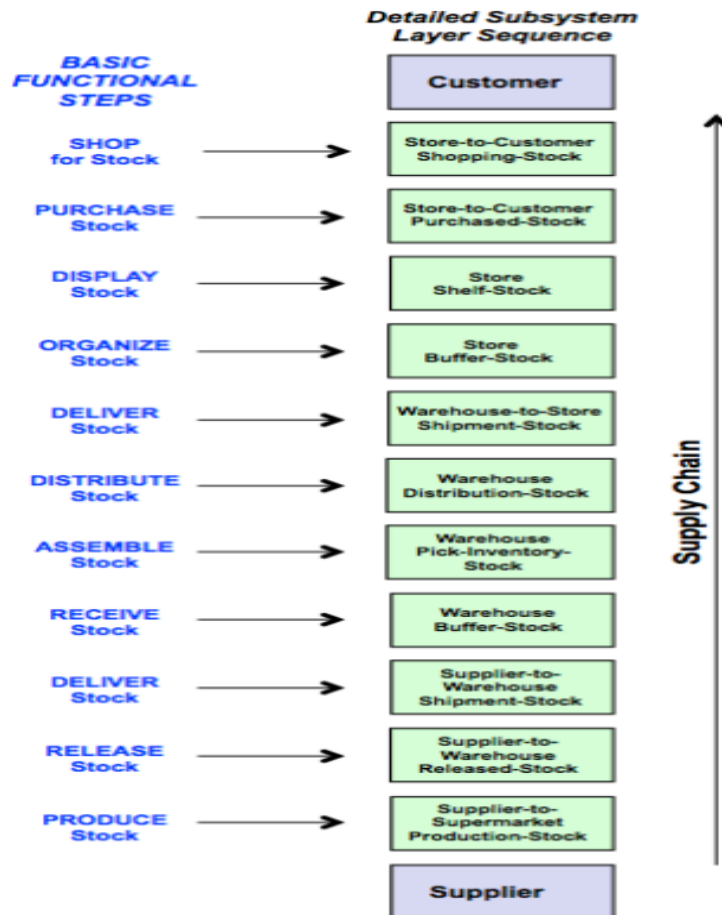 Detailed Subsystem
Layer Sequence
BASIC
FUNCTIONAL
STEPS
Customer
SHOP
for Stock
Store-to-Customer
Shopping-Stock
PURCHASE
Stock
Store-to-Customer
Purchased-Stock
DISPLAY
Stock
Store
Shelf-Stock
ORGANIZE
Stock
Store
Buffer-Stock
DELIVER
Stock
Warehouse-to-Store
Shipment-Stock
DISTRIBUTE
Stock
Warehouse
Distribution-Stock
ASSEMBLE
Stock
Warehouse
Pick-Inventory-
Stock
RECEIVE
Stock
Warehouse
Buffer-Stock
DELIVER
Stock
Supplier-to-
Warehouse
Shipment-Stock
RELEASE
Stock
Supplier-to-
Warehouse
Released-Stock
PRODUCE
Stock
Supplier-to-
Supermarket
Production-Stock
Supplier
Supply Chain